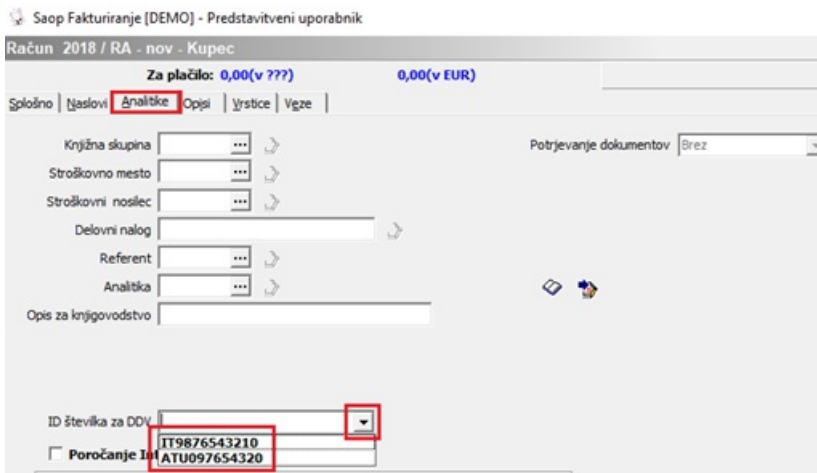 Saop Fakturiranje [DEMO] - Predstavitveni uporabnik
Račun 2018 / RA - nov - Kupec
Za plačilo: 0,00(v ???) 0,00(v EUR)
Splošno Naslovi Analitike Opisi Vrstice Veze
Knjižna skupina ... Potrjevanje dokumentov Brez
Stroškovno mesto ...
Stroškovni nosilec ...
Delovni nalog
Referent ...
Analitika ...
Opis za knjigovodstvo
ID številka za DDV
IT9876543210
Poročanje ATU097654320